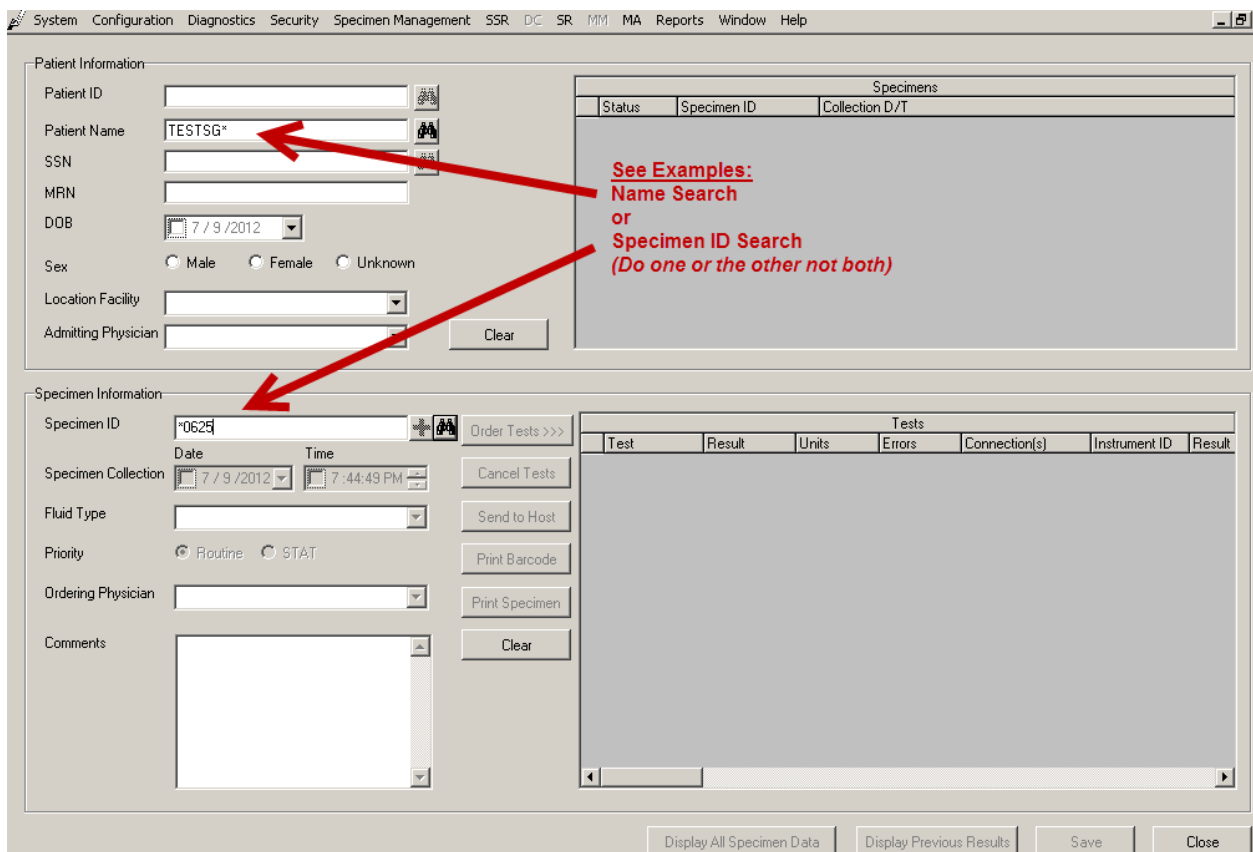 System Configuration Diagnostics Security Specimen Management SSR DC SR MM MA Reports Window Help
Patient Information
Patient ID
Patient Name TESTSG*
SSN
MRN
DOB 7 / 9 /2012
Sex Male Female Unknown
Location Facility
Admitting Physician Clear
Specimens
Status Specimen ID Collection D/T
See Examples:
Name Search
or
Specimen ID Search
(Do one or the other not both)
Specimen Information
Specimen ID *0625 Order Tests >>>
Date Time
Specimen Collection 7 / 9 /2012 7 :44:49 PM Cancel Tests
Fluid Type Send to Host
Priority Routine STAT Print Barcode
Ordering Physician Print Specimen
Comments Clear
Tests
Test Result Units Errors Connection(s) Instrument ID Result
Display All Specimen Data Display Previous Results Save Close